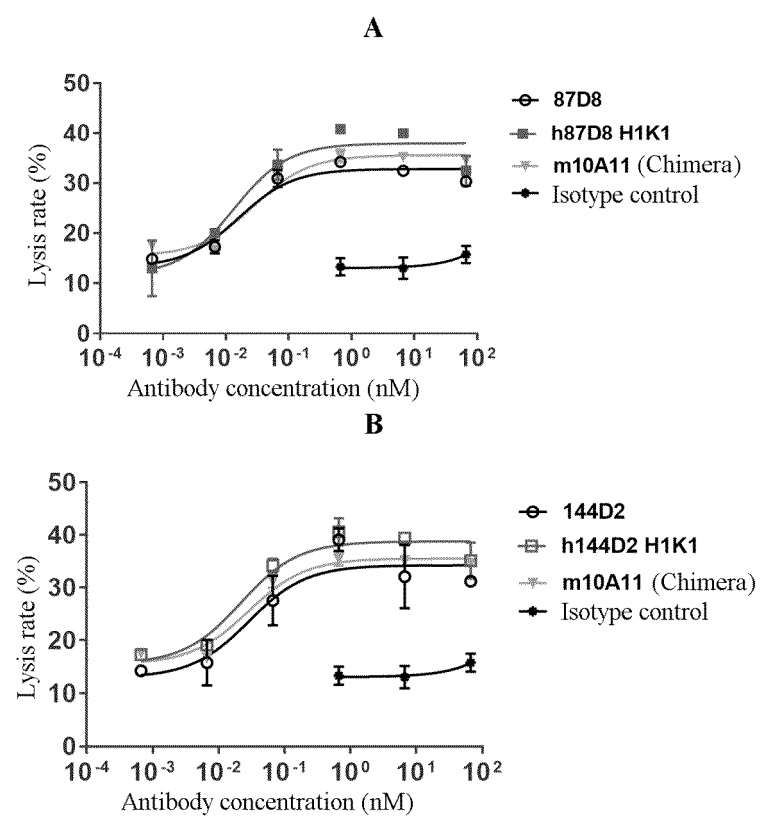 A
50
40
30
20
10
0
Lysis rate (%)
10-4 10-3 10-2 10-1 100 101 102
Antibody concentration (nM)
87D8
h87D8 H1K1
m10A11 (Chimera)
Isotype control
B
50
40
30
20
10
0
Lysis rate (%)
10-4 10-3 10-2 10-1 100 101 102
Antibody concentration (nM)
144D2
h144D2 H1K1
m10A11 (Chimera)
Isotype control